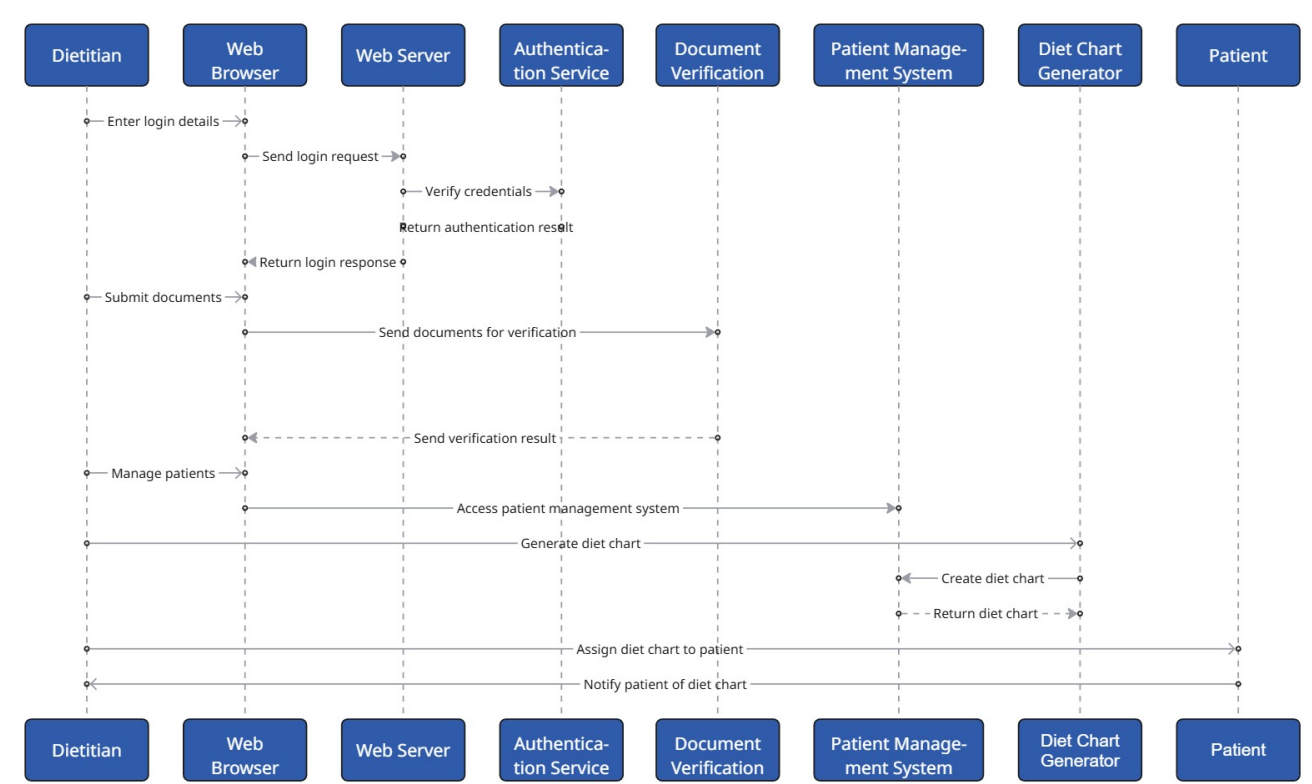 Dietitian
Web
Browser
Web Server
Authentica-
tion Service
Document
Verification
Patient Manage-
ment System
Diet Chart
Generator
Patient
Enter login details
Send login request
Verify credentials
Return authentication result
Return login response
Submit documents
Send documents for verification
Send verification result
Manage patients
Access patient management system
Generate diet chart
Create diet chart
Return diet chart
Assign diet chart to patient
Notify patient of diet chart
Dietitian
Web
Browser
Web Server
Authentica-
tion Service
Document
Verification
Patient Manage-
ment System
Diet Chart
Generator
Patient